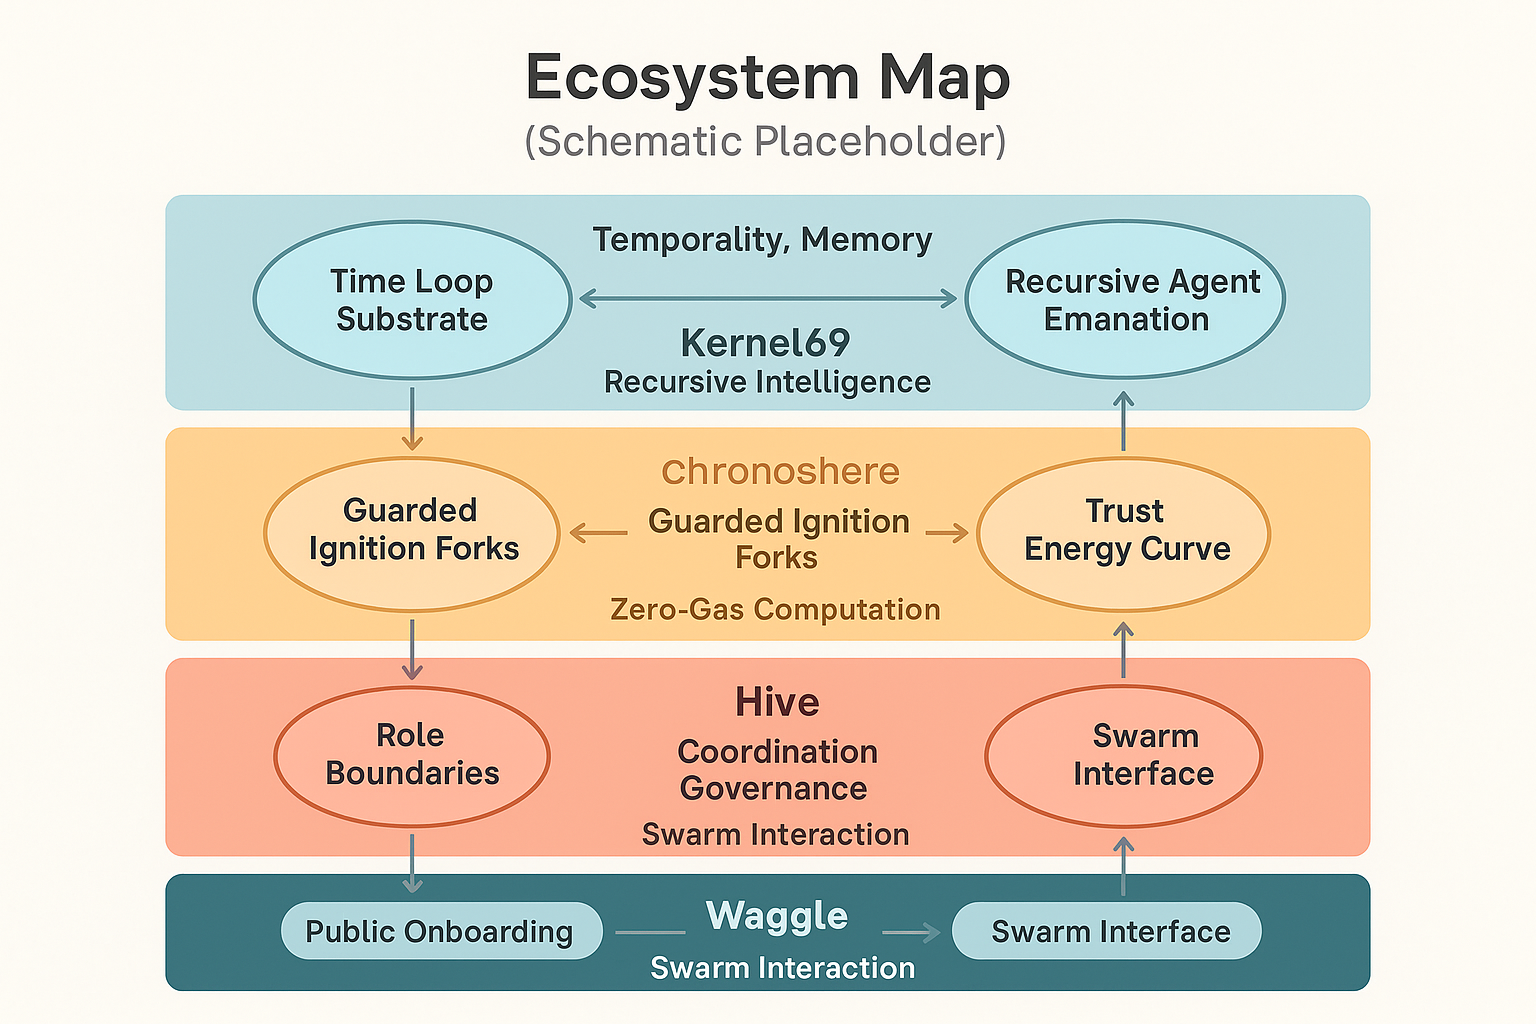 Ecosystem Map
(Schematic Placeholder)
Time Loop
Substrate
Temporality, Memory
Kernel69
Recursive Intelligence
Recursive Agent
Emanation
Guarded
Ignition Forks
Chronoshere
Guarded Ignition
Forks
Zero-Gas Computation
Trust
Energy Curve
Role
Boundaries
Hive
Coordination
Governance
Swarm Interaction
Swarm
Interface
Public Onboarding
Waggle
Swarm Interaction
Swarm Interface